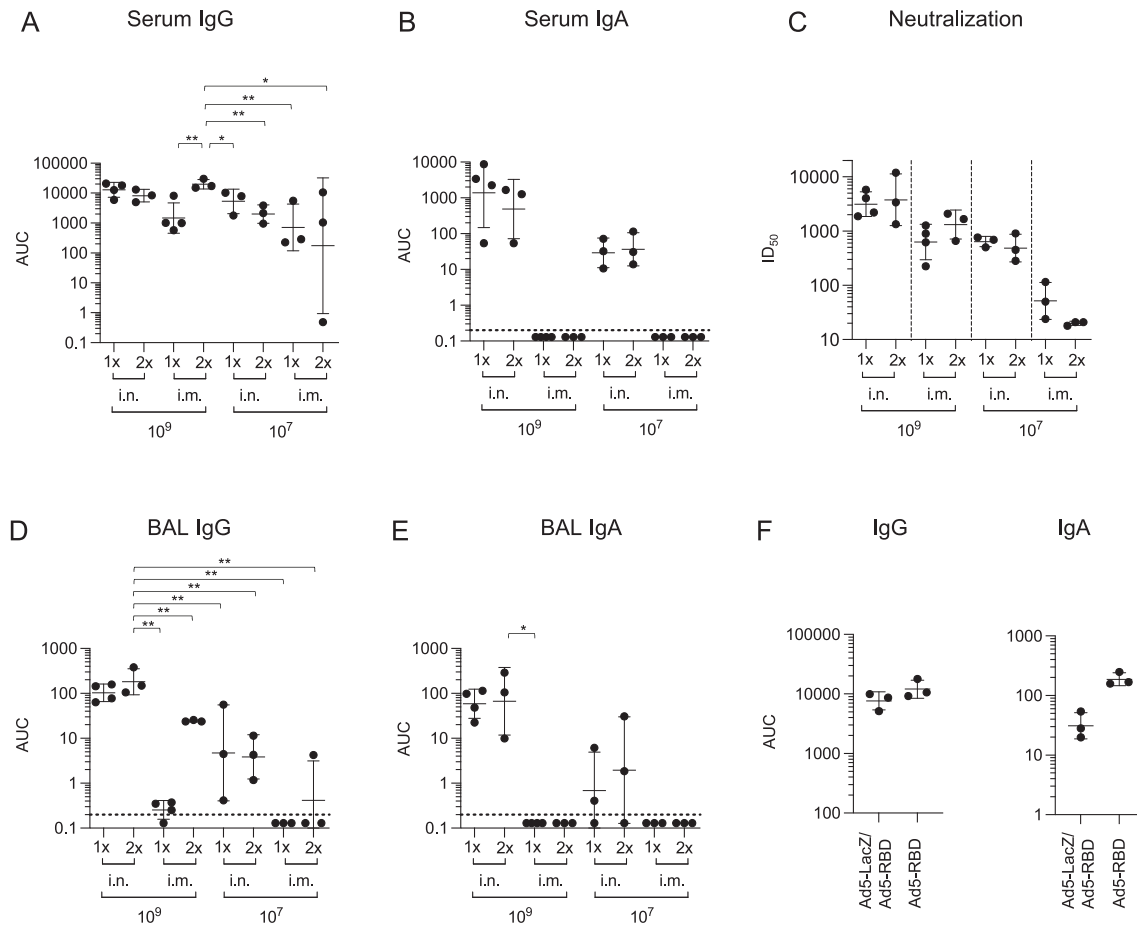 A Serum IgG
*
**
**
** *
100000
10000
1000
100
10
1
0.1
AUC
1x 2x 1x 2x 1x 2x 1x 2x
i.n. i.m. i.n. i.m.
10⁹ 10⁷
B Serum IgA
10000
1000
100
10
1
0.1
AUC
1x 2x 1x 2x 1x 2x 1x 2x
i.n. i.m. i.n. i.m.
10⁹ 10⁷
C Neutralization
10000
1000
100
10
ID₅₀
1x 2x 1x 2x 1x 2x 1x 2x
i.n. i.m. i.n. i.m.
10⁹ 10⁷
D BAL IgG
**
**
**
**
**
**
1000
100
10
1
0.1
AUC
1x 2x 1x 2x 1x 2x 1x 2x
i.n. i.m. i.n. i.m.
10⁹ 10⁷
E BAL IgA
*
1000
100
10
1
0.1
AUC
1x 2x 1x 2x 1x 2x 1x 2x
i.n. i.m. i.n. i.m.
10⁹ 10⁷
F IgG
100000
10000
1000
100
AUC
Ad5-LacZ/
Ad5-RBD
Ad5-RBD
IgA
1000
100
10
1
Ad5-LacZ/
Ad5-RBD
Ad5-RBD